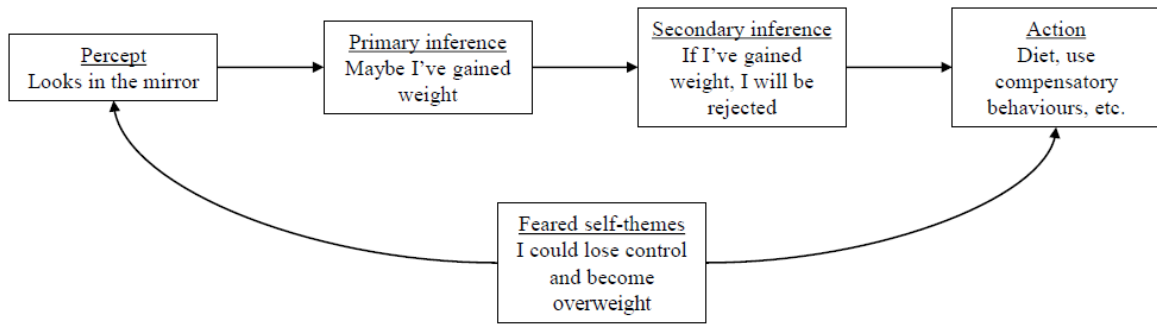 Percept
Looks in the mirror
Primary inference
Maybe I’ve gained
weight
Secondary inference
If I’ve gained
weight, I will be
rejected
Action
Diet, use
compensatory
behaviours, etc.
Feared self-themes
I could lose control
and become
overweight